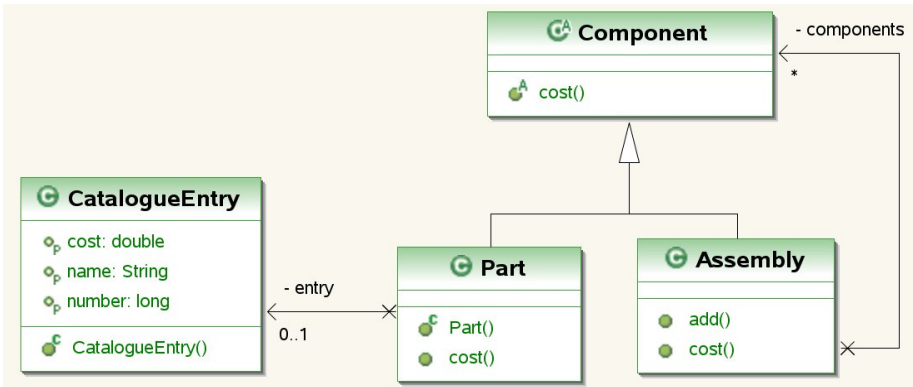 Component
cost()
- components
*
CatalogueEntry
cost: double
name: String
number: long
CatalogueEntry()
- entry
0..1
Part
Part()
cost()
Assembly
add()
cost()